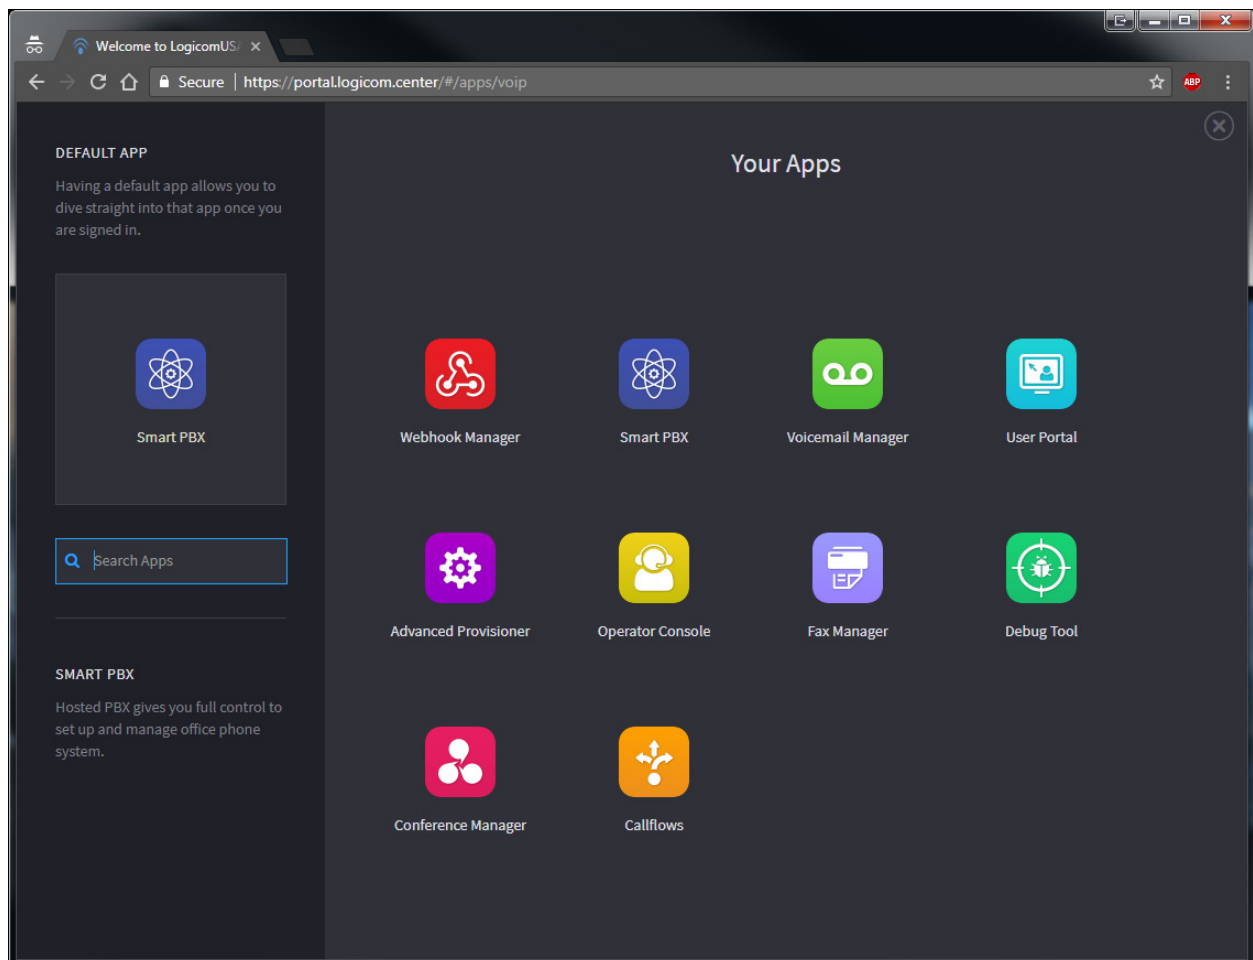 Welcome to LogicomUS
Secure | https://portal.logicom.center/#/apps/voip
ABP
DEFAULT APP
Having a default app allows you to
dive straight into that app once you
are signed in.
Smart PBX
Search Apps
SMART PBX
Hosted PBX gives you full control to
set up and manage office phone
system.
Your Apps
Webhook Manager
Smart PBX
Voicemail Manager
User Portal
Advanced Provisioner
Operator Console
Fax Manager
Debug Tool
Conference Manager
Callflows